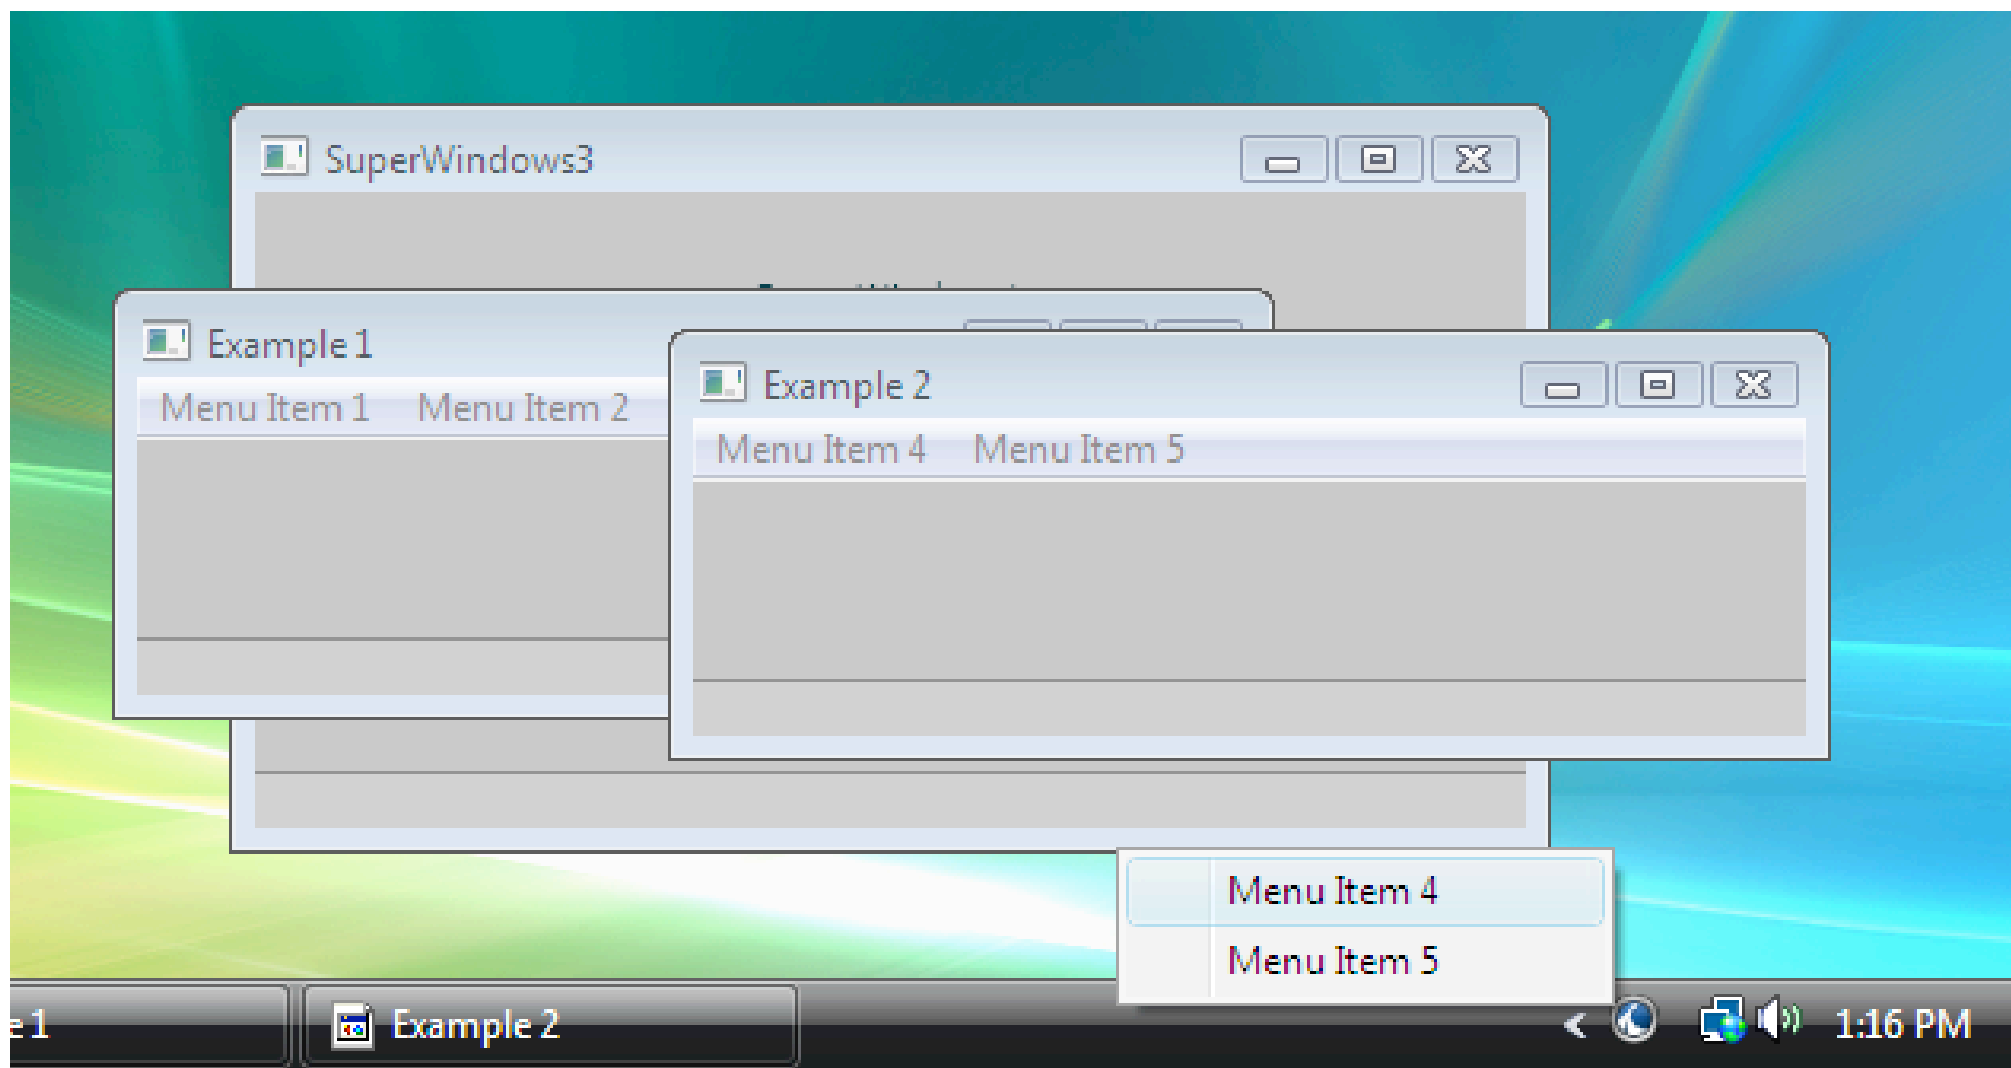 SuperWindows3
Example 1
Menu Item 1 Menu Item 2
Example 2
Menu Item 4 Menu Item 5
Menu Item 4
Menu Item 5
e 1
Example 2
1:16 PM